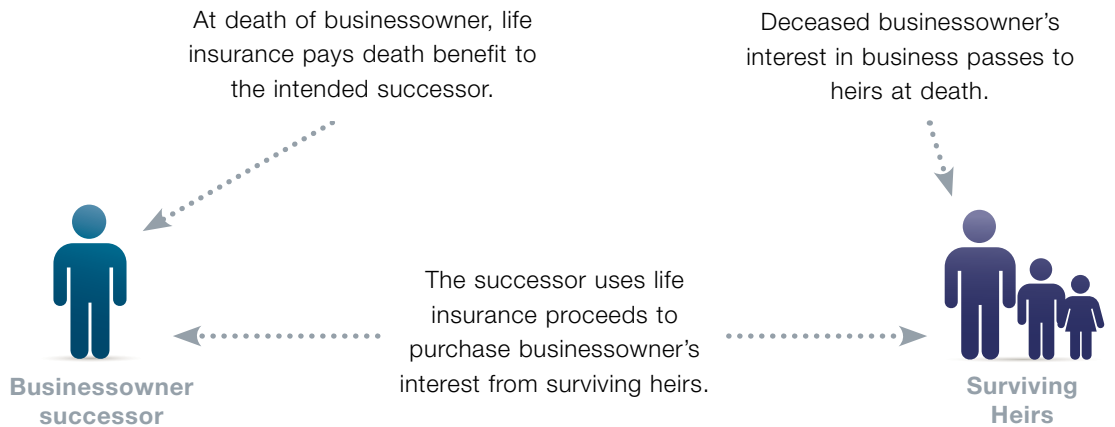 At death of businessowner, life
insurance pays death benefit to
the intended successor.
Deceased businessowner’s
interest in business passes to
heirs at death.
The successor uses life
insurance proceeds to
purchase businessowner’s
interest from surviving heirs.
Businessowner
successor
Surviving
Heirs